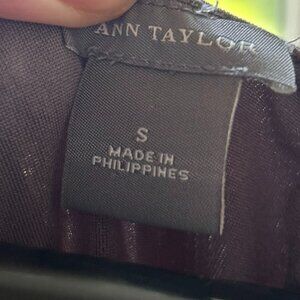 ANN TAYLOR
S
MADE IN
PHILIPPINES